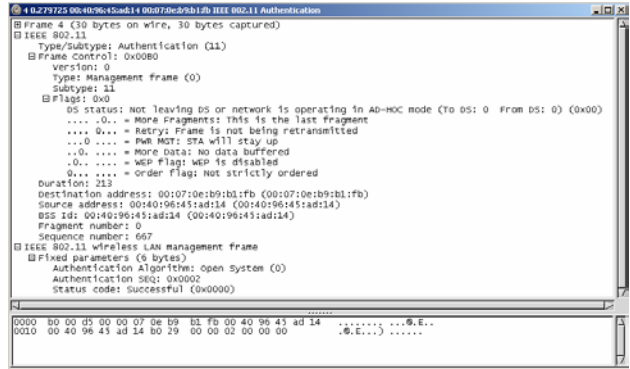 4 0.279725 00:40:96:45:ad:14 00:07:0e:b9:b1:fb IEEE 802.11 Authentication
Frame 4 (30 bytes on wire, 30 bytes captured)
IEEE 802.11
Type/Subtype: Authentication (11)
Frame Control: 0x00B0
Version: 0
Type: Management frame (0)
Subtype: 11
Flags: 0x0
DS status: Not leaving DS or network is operating in AD-HOC mode (To DS: 0 From DS: 0) (0x00)
.... .0.. = More Fragments: This is the last fragment
.... 0... = Retry: Frame is not being retransmitted
...0 .... = PWR MGT: STA will stay up
..0. .... = More Data: No data buffered
.0.. .... = WEP flag: WEP is disabled
0... .... = Order flag: Not strictly ordered
Duration: 213
Destination address: 00:07:0e:b9:b1:fb (00:07:0e:b9:b1:fb)
Source address: 00:40:96:45:ad:14 (00:40:96:45:ad:14)
BSS Id: 00:40:96:45:ad:14 (00:40:96:45:ad:14)
Fragment number: 0
Sequence number: 667
IEEE 802.11 wireless LAN management frame
Fixed parameters (6 bytes)
Authentication Algorithm: Open System (0)
Authentication SEQ: 0x0002
Status code: Successful (0x0000)
0000 b0 00 d5 00 00 07 0e b9 b1 fb 00 40 96 45 ad 14 ........ ...@.E..
0010 00 40 96 45 ad 14 b0 29 00 00 02 00 00 00 .@.E...) ......